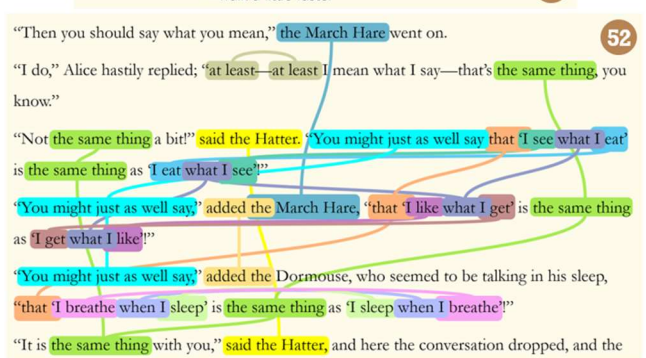 52
“Then you should say what you mean,” the March Hare went on.
“I do,” Alice hastily replied; “at least—at least I mean what I say—that’s the same thing, you
know.”
“Not the same thing a bit!” said the Hatter. “You might just as well say that ‘I see what I eat’
is the same thing as ‘I eat what I see’!”
“You might just as well say,” added the March Hare, “that ‘I like what I get’ is the same thing
as ‘I get what I like’!”
“You might just as well say,” added the Dormouse, who seemed to be talking in his sleep,
“that ‘I breathe when I sleep’ is the same thing as ‘I sleep when I breathe’!”
“It is the same thing with you,” said the Hatter, and here the conversation dropped, and the